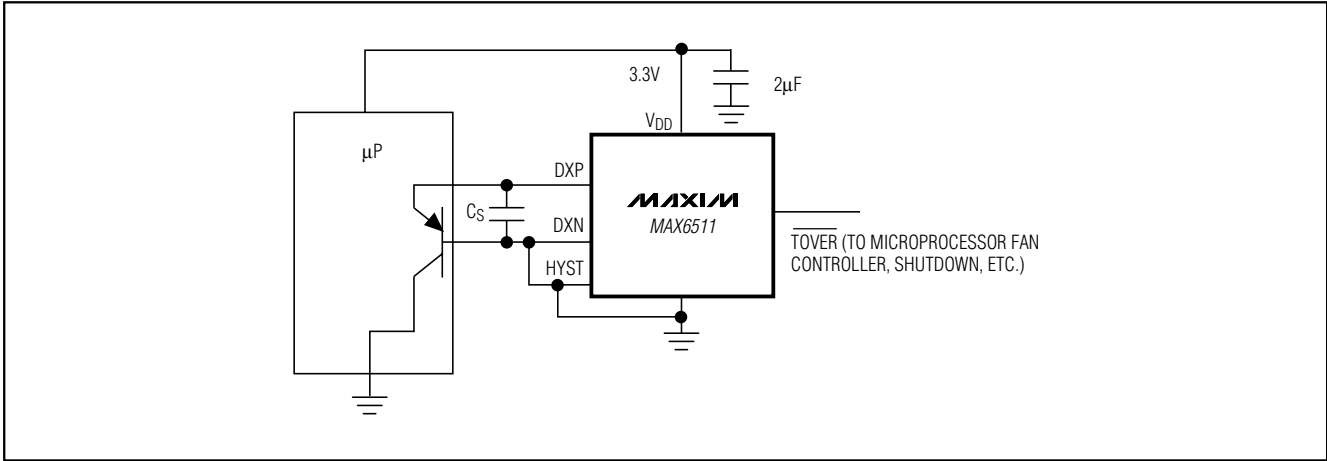 3.3V
2μF
VDD
μP
DXP
MAXIM
CS
MAX6511
DXN
TOVER (TO MICROPROCESSOR FAN
CONTROLLER, SHUTDOWN, ETC.)
HYST